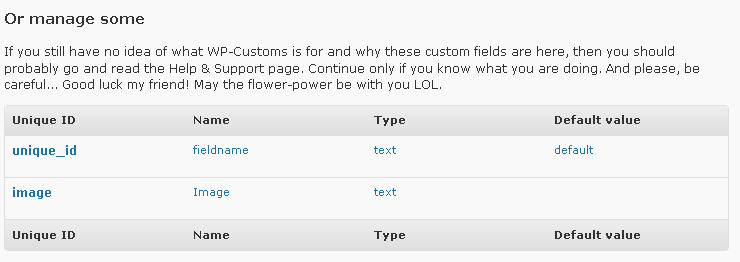 Or manage some
If you still have no idea of what WP-Customs is for and why these custom fields are here, then you should
probably go and read the Help & Support page. Continue only if you know what you are doing. And please, be
careful... Good luck my friend! May the flower-power be with you LOL.
Unique ID Name Type Default value
unique_id fieldname text default
image Image text
Unique ID Name Type Default value